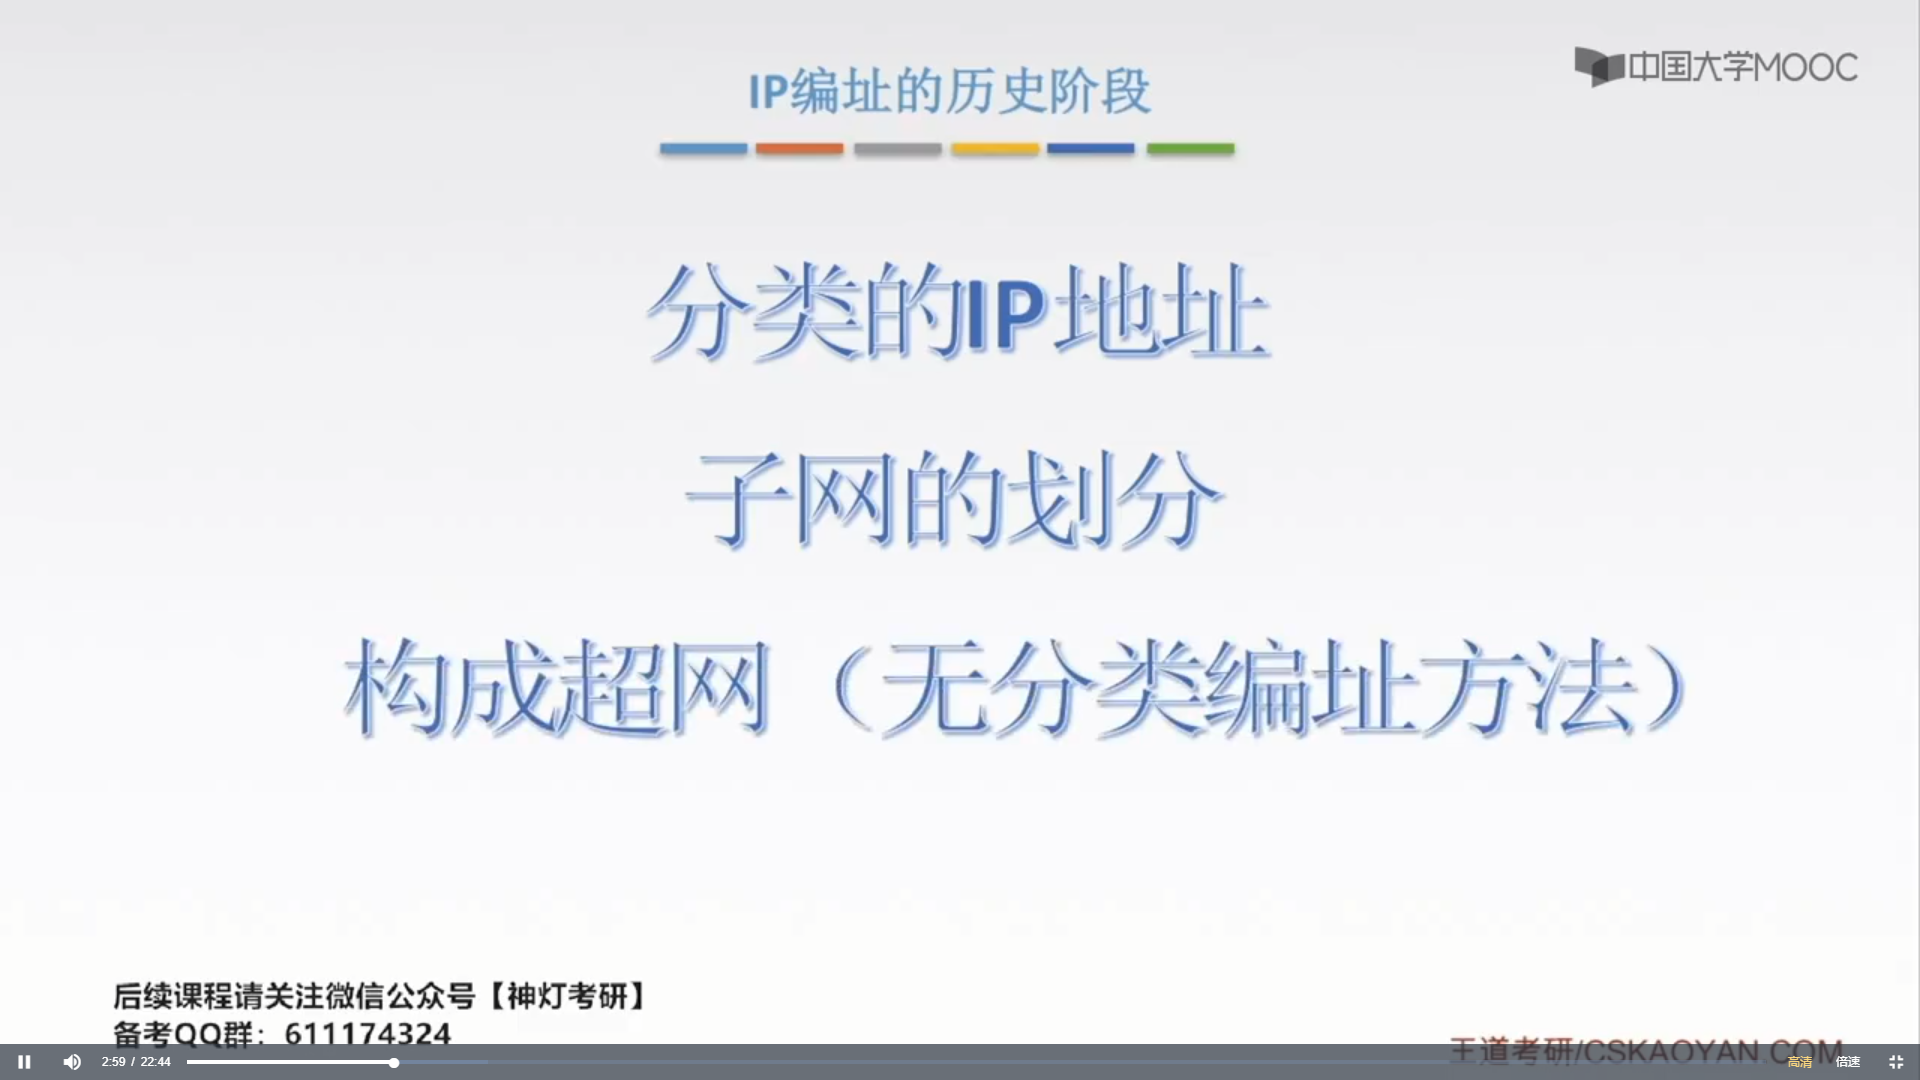 IP编址的历史阶段
中国大学MOOC
分类的IP地址
子网的划分
构成超网（无分类编址方法）
后续课程请关注微信公众号【神灯考研】
备考QQ群：611174324
王道考研/CSKAOYAN.COM
2:59 / 22:44
高清
倍速